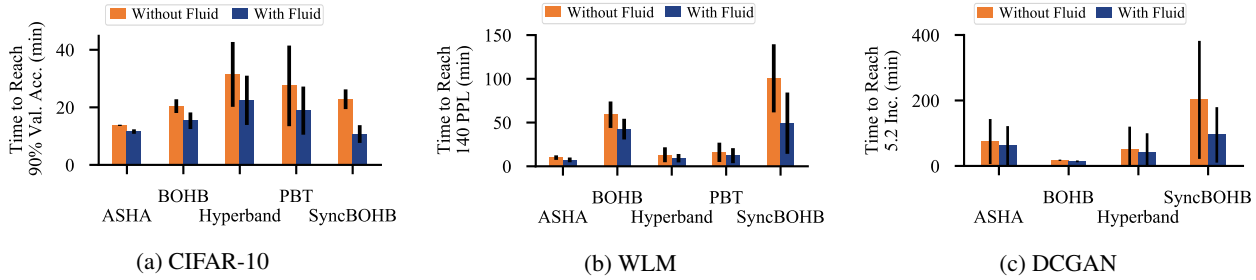 Without Fluid With Fluid
Time to Reach
90% Val. Acc. (min)
40
20
0
ASHA BOHB Hyperband PBT SyncBOHB
(a) CIFAR-10
Without Fluid With Fluid
Time to Reach
140 PPL (min)
150
100
50
0
ASHA BOHB Hyperband PBT SyncBOHB
(b) WLM
Without Fluid With Fluid
Time to Reach
5.2 Inc. (min)
400
200
0
ASHA BOHB Hyperband SyncBOHB
(c) DCGAN